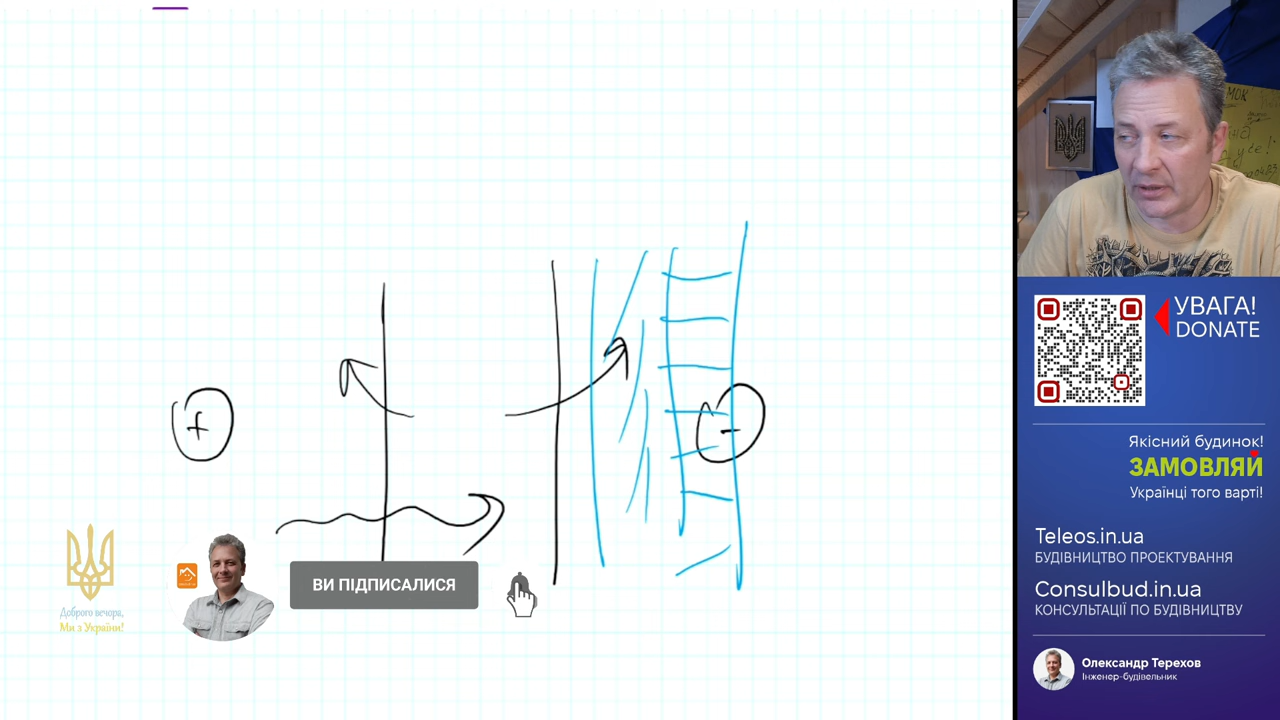 +
-
Доброго вечора,
Ми з України!
ВИ ПІДПИСАЛИСЯ
УВАГА!
DONATE
Якісний будинок!
ЗАМОВЛЯЙ
Українці того варті!
Teleos.in.ua
БУДІВНИЦТВО ПРОЕКТУВАННЯ
Consulbud.in.ua
КОНСУЛЬТАЦІЇ ПО БУДІВНИЦТВУ
Олександр Терехов
Інженер-будівельник